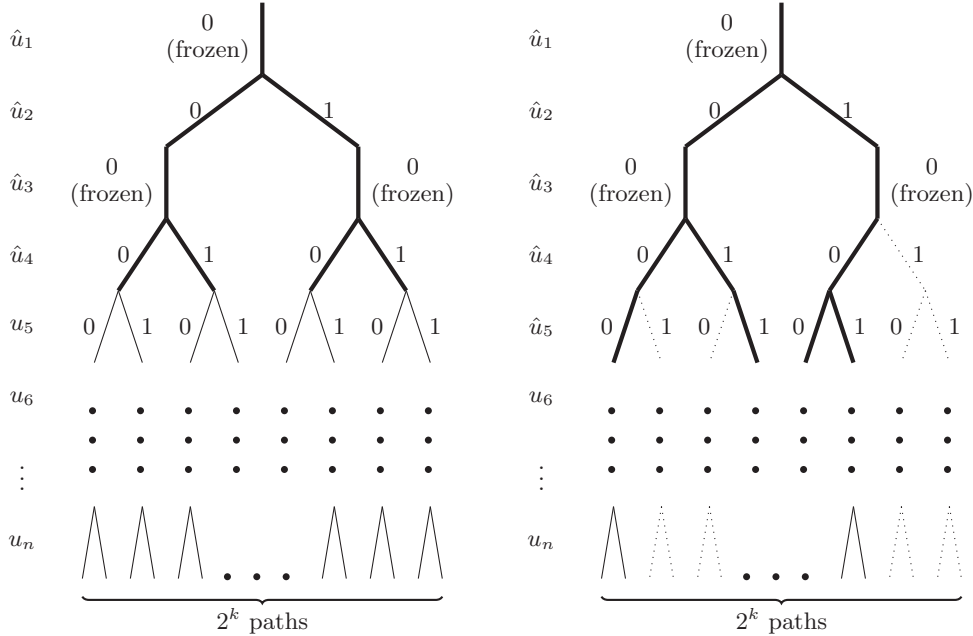 û₁ 0 (frozen)
û₂ 0 1
û₃ 0 (frozen) 0 (frozen)
û₄ 0 1 0 1
u₅ 0 1 0 1 0 1 0 1
u₆
⋮
uₙ
2ᵏ paths
û₁ 0 (frozen)
û₂ 0 1
û₃ 0 (frozen) 0 (frozen)
û₄ 0 1 0 1
û₅ 0 1 0 1 0 1 0 1
u₆
⋮
uₙ
2ᵏ paths